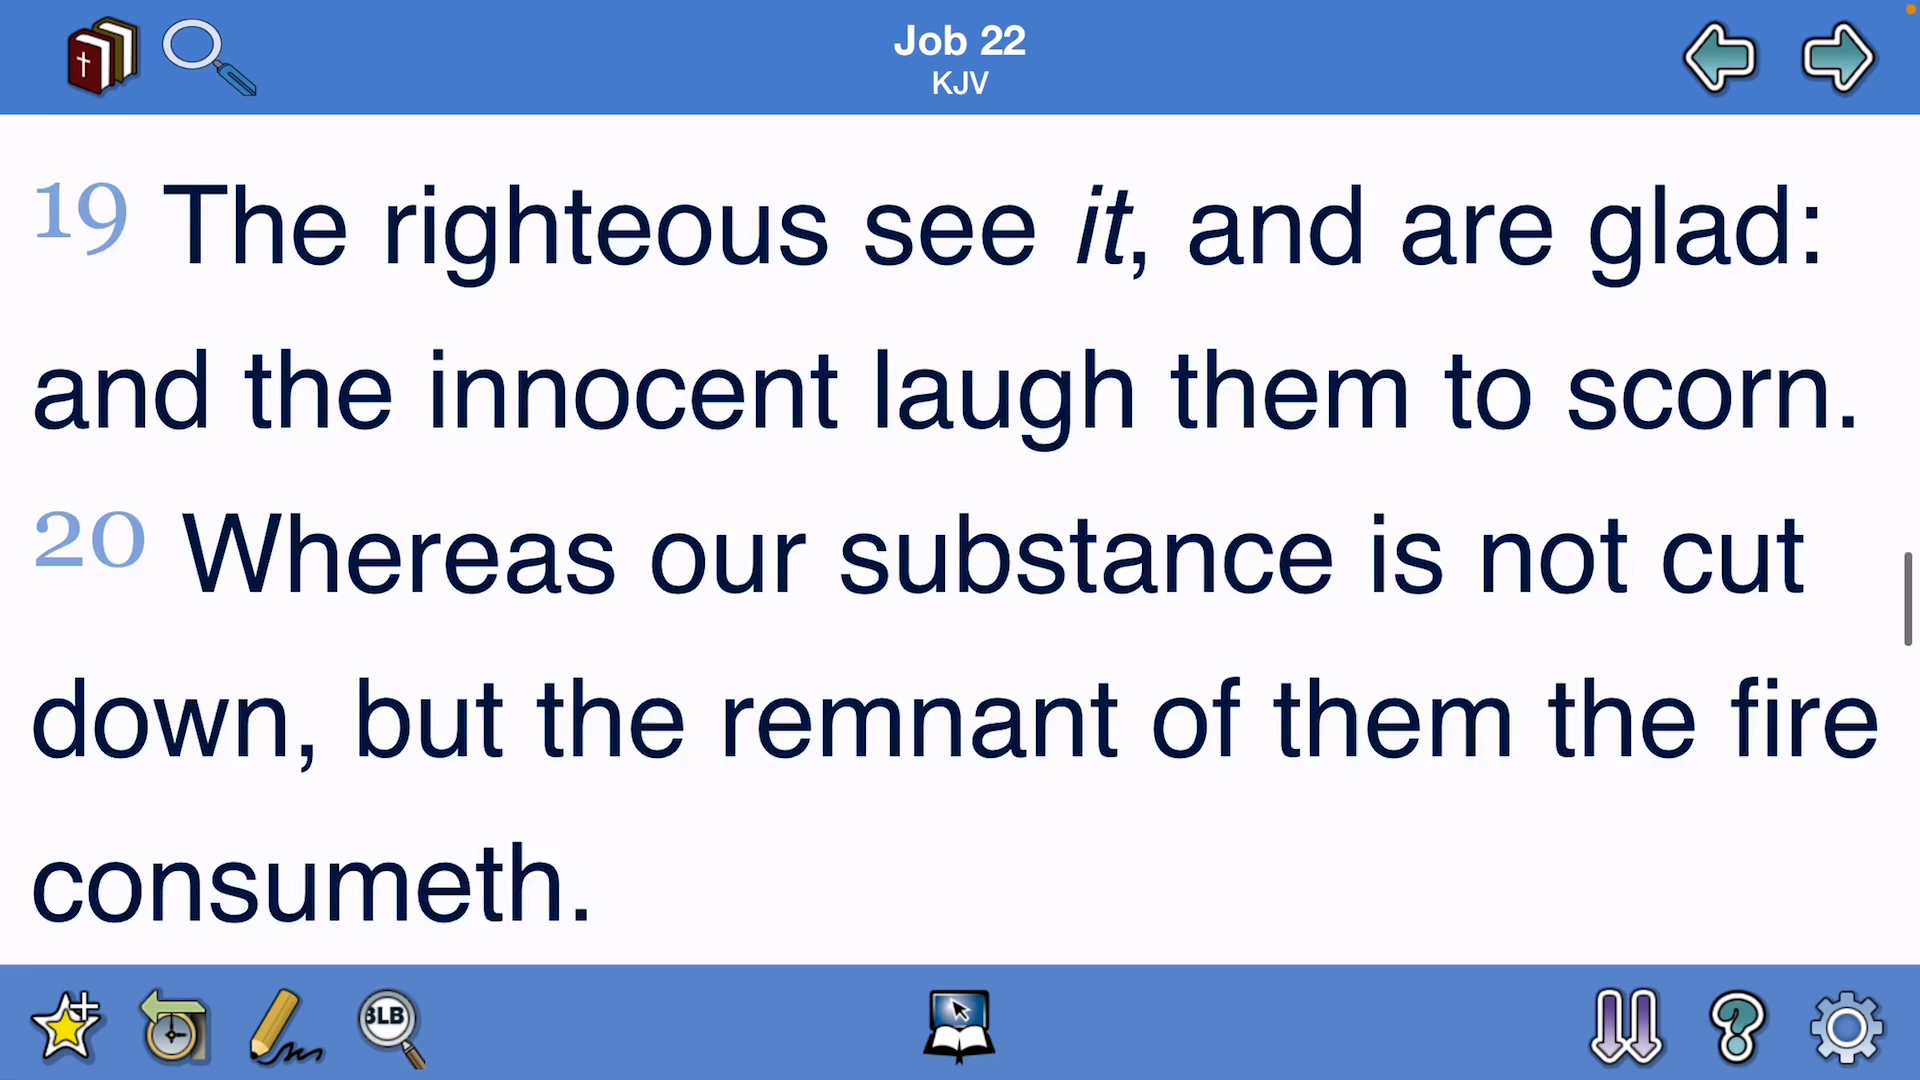 Job 22
KJV
19 The righteous see it, and are glad:
and the innocent laugh them to scorn.
20 Whereas our substance is not cut
down, but the remnant of them the fire
consumeth.
BLB